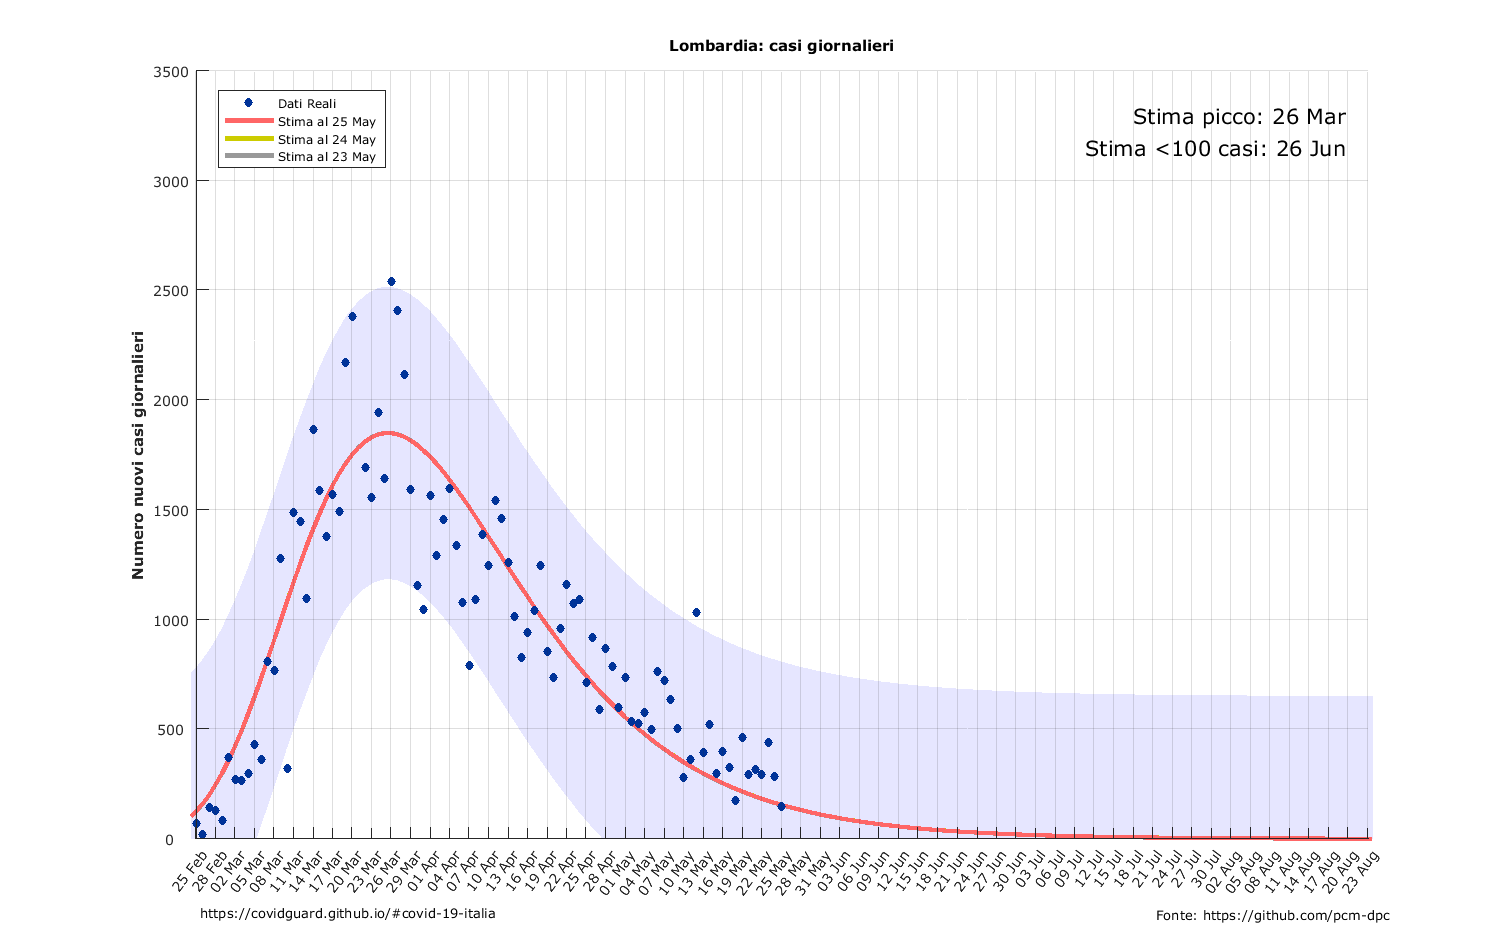 Lombardia: casi giornalieri
3500
3000
2500
2000
1500
1000
500
0
Numero nuovi casi giornalieri
Dati Reali
Stima al 25 May
Stima al 24 May
Stima al 23 May
Stima picco: 26 Mar
Stima <100 casi: 26 Jun
25 Feb
28 Feb
02 Mar
05 Mar
08 Mar
11 Mar
14 Mar
17 Mar
20 Mar
23 Mar
26 Mar
29 Mar
01 Apr
04 Apr
07 Apr
10 Apr
13 Apr
16 Apr
19 Apr
22 Apr
25 Apr
28 Apr
01 May
04 May
07 May
10 May
13 May
16 May
19 May
22 May
25 May
28 May
31 May
03 Jun
06 Jun
09 Jun
12 Jun
15 Jun
18 Jun
21 Jun
24 Jun
27 Jun
30 Jun
03 Jul
06 Jul
09 Jul
12 Jul
15 Jul
18 Jul
21 Jul
24 Jul
27 Jul
30 Jul
02 Aug
05 Aug
08 Aug
11 Aug
14 Aug
17 Aug
20 Aug
23 Aug
https://covidguard.github.io/#covid-19-italia
Fonte: https://github.com/pcm-dpc